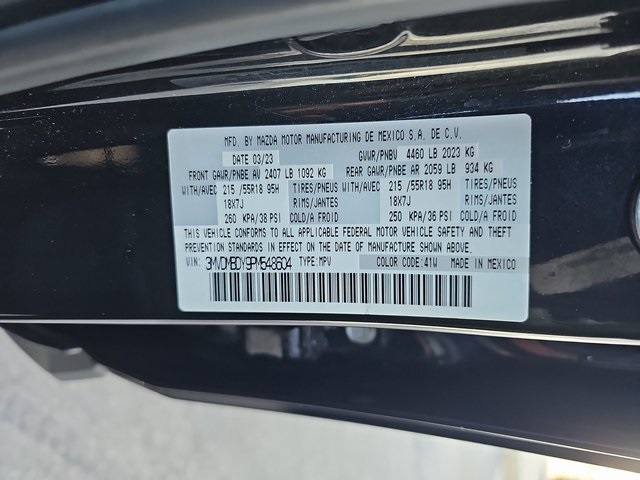 MFD. BY MAZDA MOTOR MANUFACTURING DE MEXICO S.A. DE C.V.
DATE 03/23 GVWR/PNBV 4460 LB 2023 KG
FRONT GAWR/PNBE AV 2407 LB 1092 KG REAR GAWR/PNBE AR 2059 LB 934 KG
WITH/AVEC 215 /55R18 95H TIRES/PNEUS WITH/AVEC 215 /55R18 95H TIRES/PNEUS
18X7J RIMS/JANTES 18X7J RIMS/JANTES
260 KPA/38 PSI COLD/A FROID 250 KPA/36 PSI COLD/A FROID
THIS VEHICLE CONFORMS TO ALL APPLICABLE FEDERAL MOTOR VEHICLE SAFETY AND THEFT
PREVENTION STANDARDS IN EFFECT ON THE DATE OF MANUFACTURE SHOWN ABOVE.
VIN: 3MVDMBDY9PM548604 TYPE: MPV COLOR CODE: 41W MADE IN MEXICO